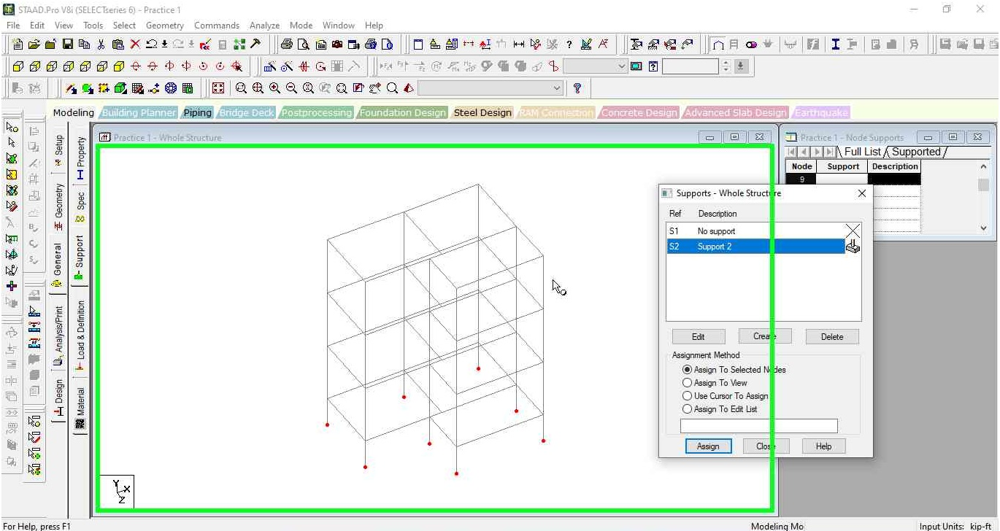 STAAD.Pro V8i (SELECTseries 6) - Practice 1
File Edit View Tools Select Geometry Commands Analyze Mode Window Help
Modeling Building Planner Piping Bridge Deck Postprocessing Foundation Design Steel Design RAM Connection Concrete Design Advanced Slab Design Earthquake
Setup
Geometry
General
Analysis/Print
Design
Property
Spec
Support
Load & Definition
Material
Practice 1 - Whole Structure
Y
X
Z
Practice 1 - Node Supports
Full List Supported
Node Support Description
9
Supports - Whole Structure
Ref Description
S1 No support
S2 Support 2
Edit Create Delete
Assignment Method
Assign To Selected Nodes
Assign To View
Use Cursor To Assign
Assign To Edit List
Assign Close Help
For Help, press F1
Modeling Mo
Input Units: kip-ft